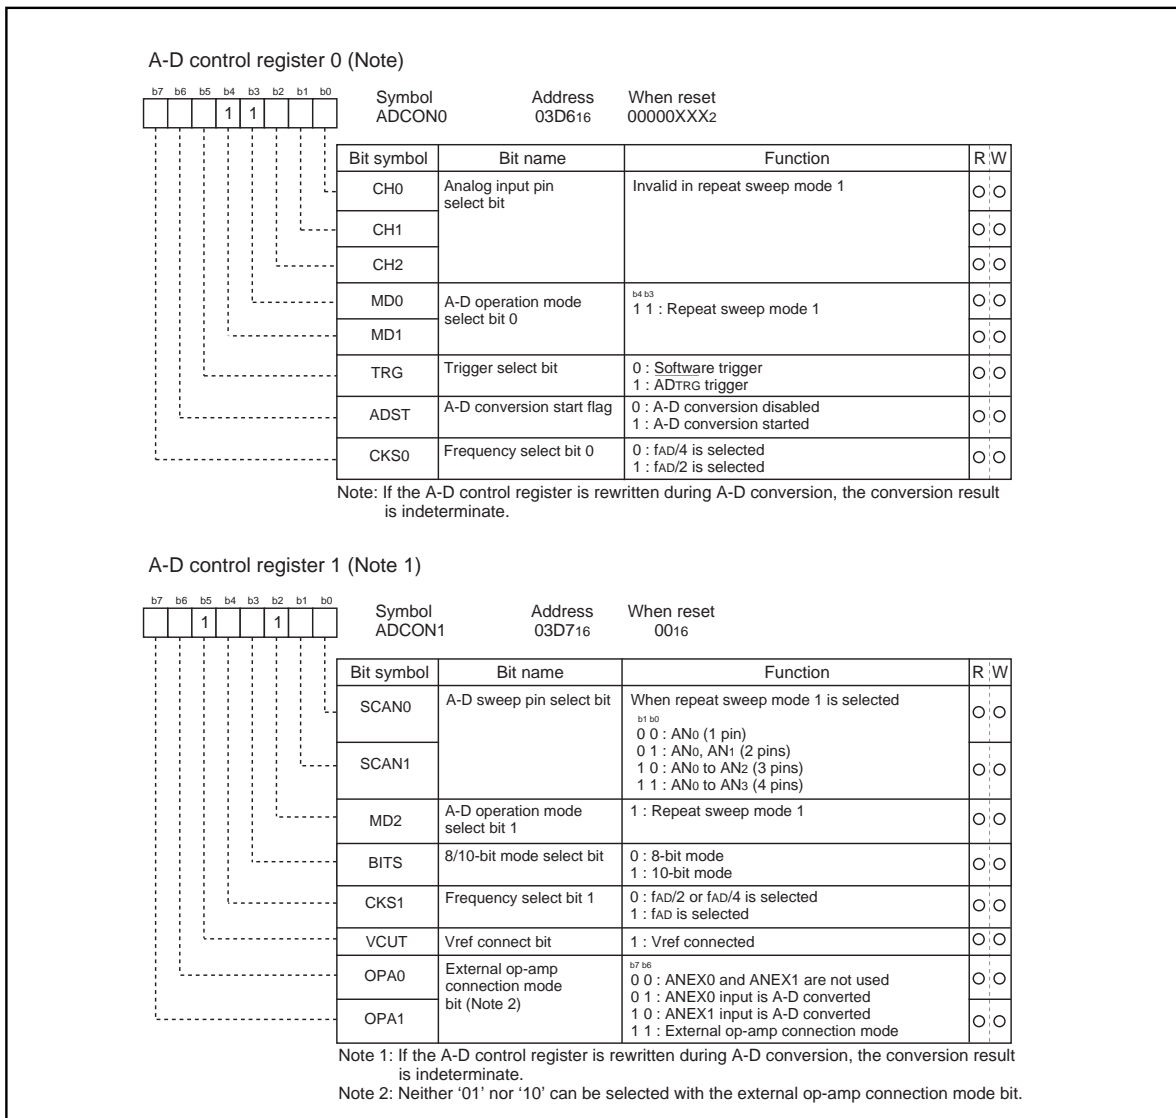 A-D control register 0 (Note)
b7 b6 b5 b4 b3 b2 b1 b0
1 1
Symbol Address When reset
ADCON0 03D616 00000XXX2
Bit symbol Bit name Function R W
CH0 Analog input pin select bit Invalid in repeat sweep mode 1
CH1
CH2
MD0 A-D operation mode select bit 0 b4 b3
1 1 : Repeat sweep mode 1
MD1
TRG Trigger select bit 0 : Software trigger
1 : ADTRG trigger
ADST A-D conversion start flag 0 : A-D conversion disabled
1 : A-D conversion started
CKS0 Frequency select bit 0 0 : fAD/4 is selected
1 : fAD/2 is selected
Note: If the A-D control register is rewritten during A-D conversion, the conversion result
is indeterminate.
A-D control register 1 (Note 1)
b7 b6 b5 b4 b3 b2 b1 b0
1 1
Symbol Address When reset
ADCON1 03D716 0016
Bit symbol Bit name Function R W
SCAN0 A-D sweep pin select bit When repeat sweep mode 1 is selected
b1 b0
0 0 : AN0 (1 pin)
0 1 : AN0, AN1 (2 pins)
SCAN1 1 0 : AN0 to AN2 (3 pins)
1 1 : AN0 to AN3 (4 pins)
MD2 A-D operation mode select bit 1 1 : Repeat sweep mode 1
BITS 8/10-bit mode select bit 0 : 8-bit mode
1 : 10-bit mode
CKS1 Frequency select bit 1 0 : fAD/2 or fAD/4 is selected
1 : fAD is selected
VCUT Vref connect bit 1 : Vref connected
OPA0 External op-amp connection mode bit (Note 2) b7 b6
0 0 : ANEX0 and ANEX1 are not used
0 1 : ANEX0 input is A-D converted
OPA1 1 0 : ANEX1 input is A-D converted
1 1 : External op-amp connection mode
Note 1: If the A-D control register is rewritten during A-D conversion, the conversion result
is indeterminate.
Note 2: Neither ‘01’ nor ‘10’ can be selected with the external op-amp connection mode bit.